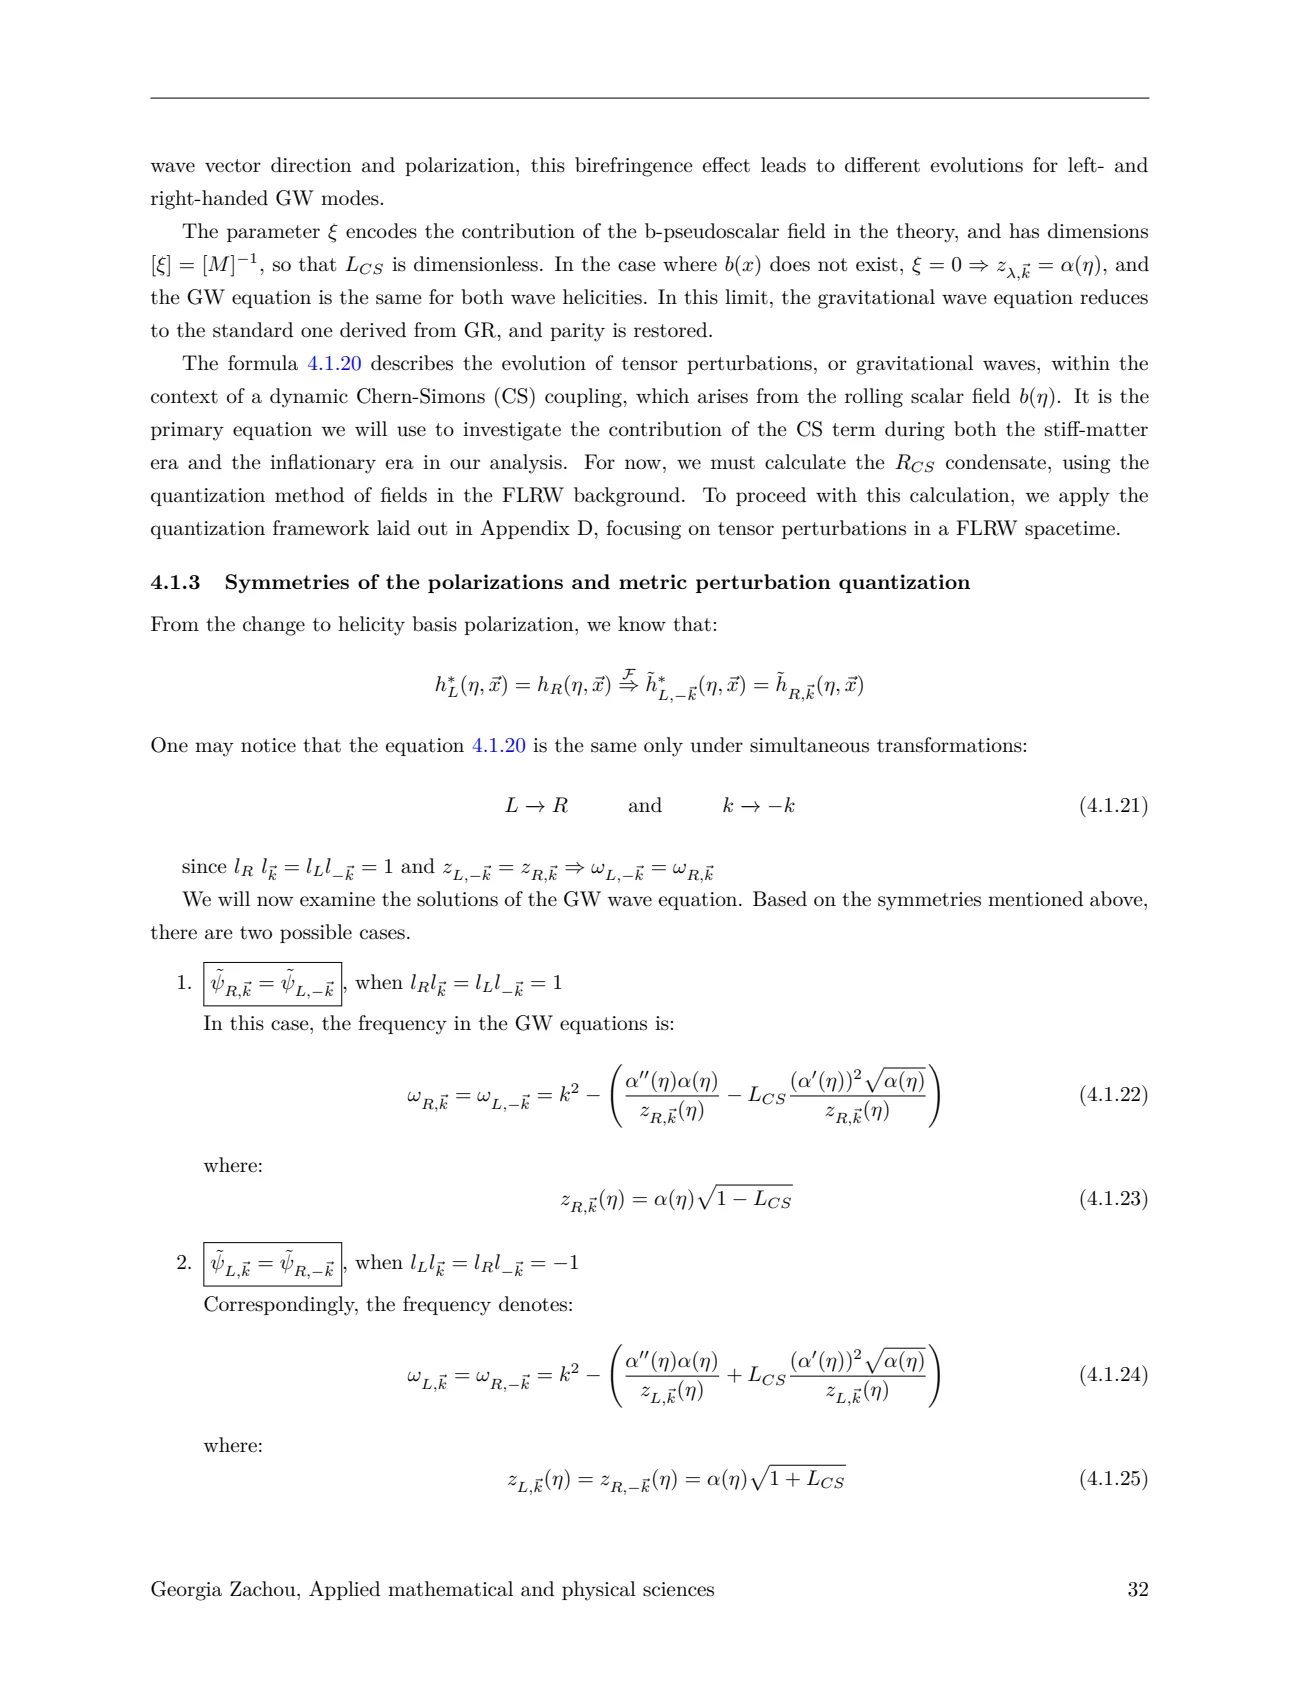 wave vector direction and polarization, this birefringence effect leads to different evolutions for left- and
right-handed GW modes.
The parameter ξ encodes the contribution of the b-pseudoscalar field in the theory, and has dimensions
[ξ] = [M]⁻¹, so that L_{CS} is dimensionless. In the case where b(x) does not exist, ξ = 0 ⇒ z_{λ,\vec{k}} = α(η), and
the GW equation is the same for both wave helicities. In this limit, the gravitational wave equation reduces
to the standard one derived from GR, and parity is restored.
The formula 4.1.20 describes the evolution of tensor perturbations, or gravitational waves, within the
context of a dynamic Chern-Simons (CS) coupling, which arises from the rolling scalar field b(η). It is the
primary equation we will use to investigate the contribution of the CS term during both the stiff-matter
era and the inflationary era in our analysis. For now, we must calculate the R_{CS} condensate, using the
quantization method of fields in the FLRW background. To proceed with this calculation, we apply the
quantization framework laid out in Appendix D, focusing on tensor perturbations in a FLRW spacetime.
4.1.3 Symmetries of the polarizations and metric perturbation quantization
From the change to helicity basis polarization, we know that:
h^*_L(η, \vec{x}) = h_R(η, \vec{x}) \overset{\mathcal{F}}{⇒} \tilde{h}^*_{L,-\vec{k}}(η, \vec{x}) = \tilde{h}_{R,\vec{k}}(η, \vec{x})
One may notice that the equation 4.1.20 is the same only under simultaneous transformations:
L → R and k → −k (4.1.21)
since l_R l_{\vec{k}} = l_L l_{-\vec{k}} = 1 and z_{L,-\vec{k}} = z_{R,\vec{k}} ⇒ ω_{L,-\vec{k}} = ω_{R,\vec{k}}
We will now examine the solutions of the GW wave equation. Based on the symmetries mentioned above,
there are two possible cases.
1. \tilde{ψ}_{R,\vec{k}} = \tilde{ψ}_{L,-\vec{k}}, when l_R l_{\vec{k}} = l_L l_{-\vec{k}} = 1
In this case, the frequency in the GW equations is:
ω_{R,\vec{k}} = ω_{L,-\vec{k}} = k^2 − \left( \frac{α''(η)α(η)}{z_{R,\vec{k}}(η)} − L_{CS} \frac{(α'(η))^2 \sqrt{α(η)}}{z_{R,\vec{k}}(η)} \right) (4.1.22)
where:
z_{R,\vec{k}}(η) = α(η)\sqrt{1 − L_{CS}} (4.1.23)
2. \tilde{ψ}_{L,\vec{k}} = \tilde{ψ}_{R,-\vec{k}}, when l_L l_{\vec{k}} = l_R l_{-\vec{k}} = −1
Correspondingly, the frequency denotes:
ω_{L,\vec{k}} = ω_{R,-\vec{k}} = k^2 − \left( \frac{α''(η)α(η)}{z_{L,\vec{k}}(η)} + L_{CS} \frac{(α'(η))^2 \sqrt{α(η)}}{z_{L,\vec{k}}(η)} \right) (4.1.24)
where:
z_{L,\vec{k}}(η) = z_{R,-\vec{k}}(η) = α(η)\sqrt{1 + L_{CS}} (4.1.25)
Georgia Zachou, Applied mathematical and physical sciences 32